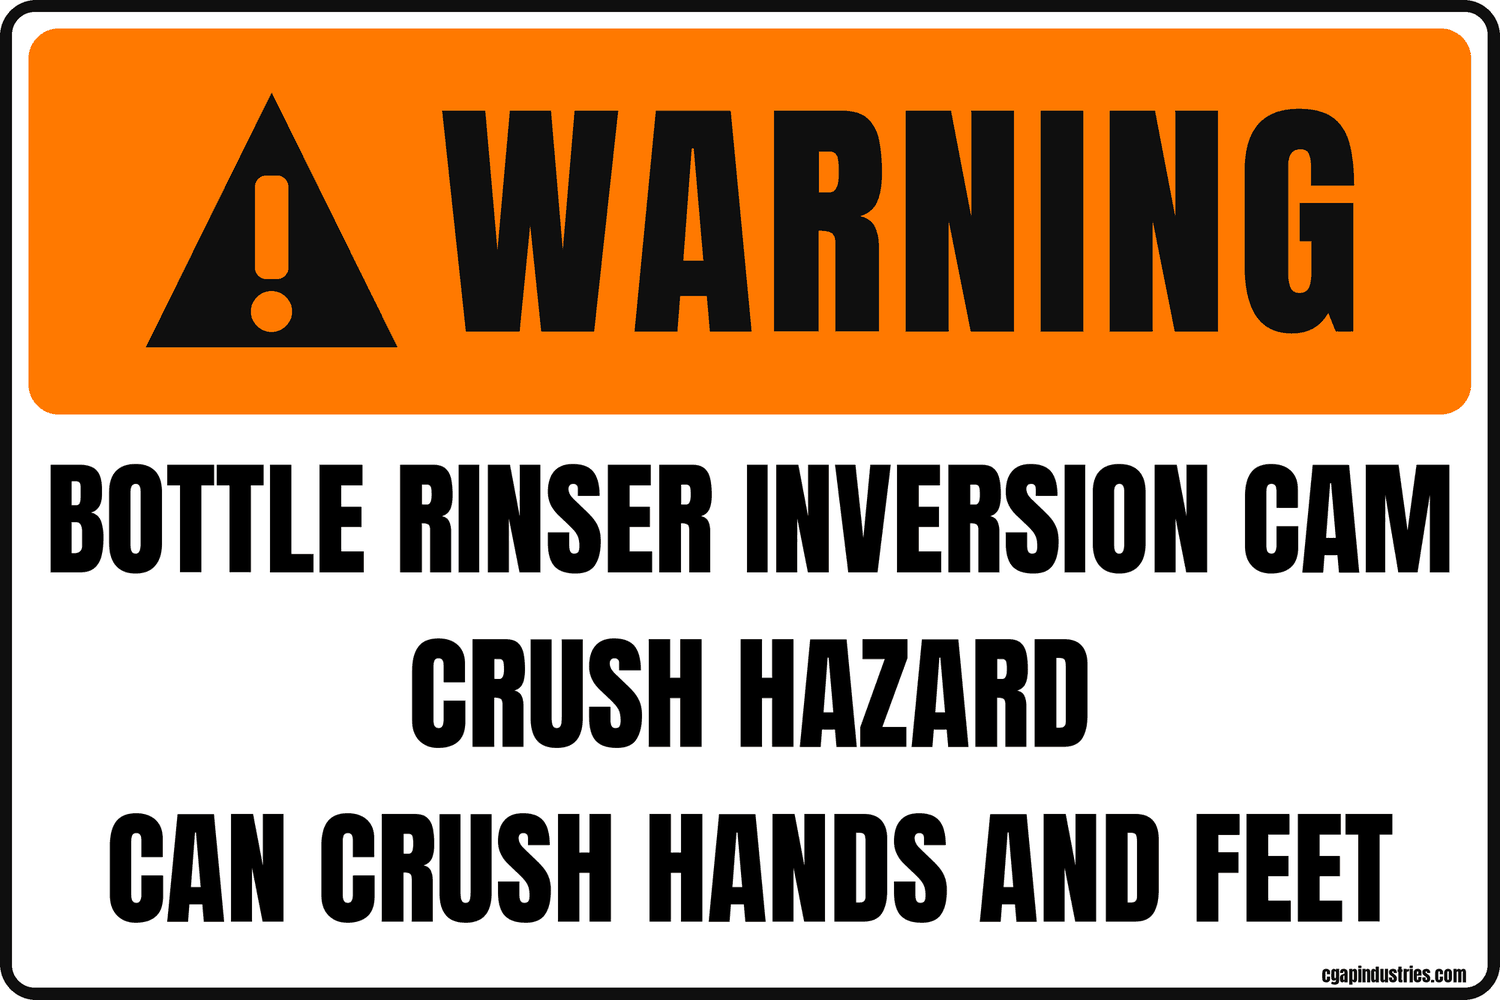 WARNING
BOTTLE RINSER INVERSION CAM
CRUSH HAZARD
CAN CRUSH HANDS AND FEET
cgapindustries.com